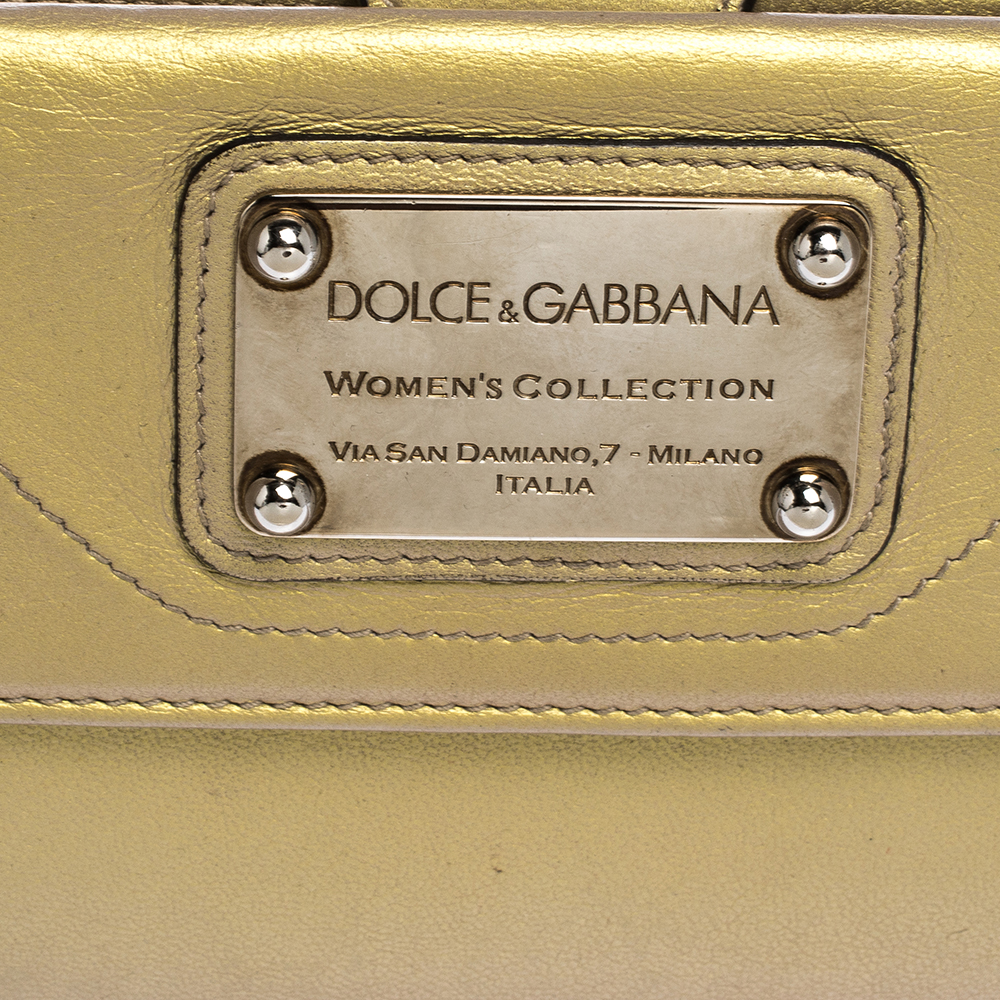 DOLCE&GABBANA
WOMEN'S COLLECTION
VIA SAN DAMIANO,7 - MILANO
ITALIA